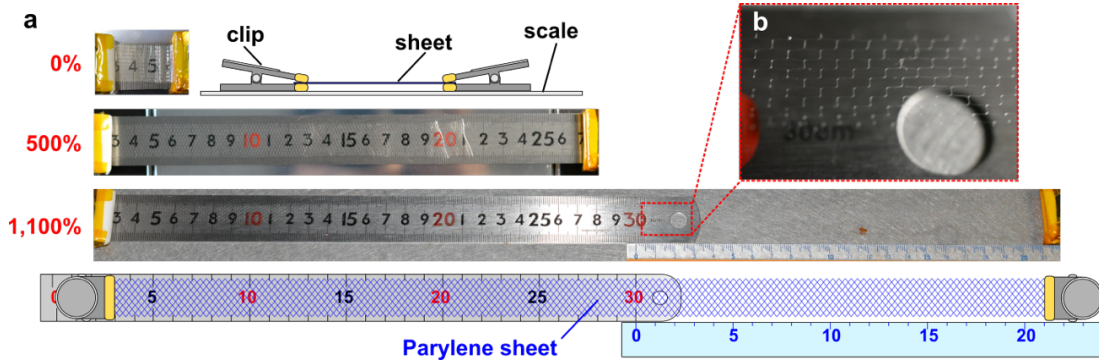 a
b
clip
sheet
scale
0%
3 4 5
500%
3 4 5 6 7 8 9 10 1 2 3 4 15 6 7 8 9 20 1 2 3 4 25 6 7
1,100%
3 4 5 6 7 8 9 10 1 2 3 4 15 6 7 8 9 20 1 2 3 4 25 6 7 8 9 30
0 5 10 15 20 25 30
0 5 10 15 20
Parylene sheet